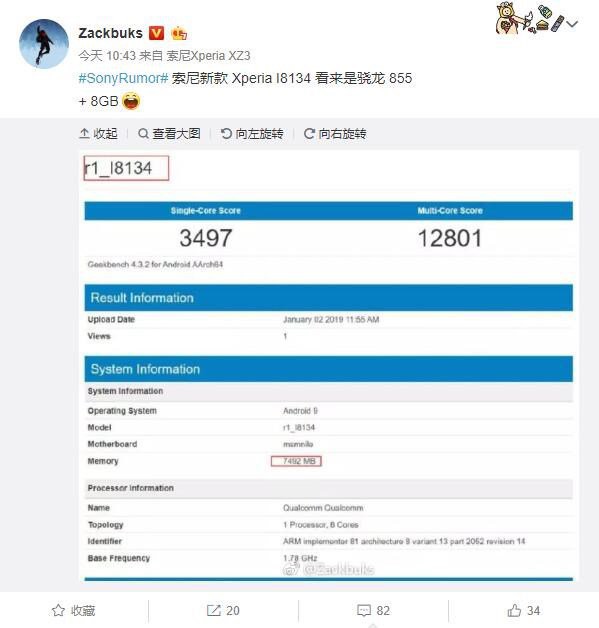 Zackbuks
今天 10:43 来自 索尼Xperia XZ3
#SonyRumor# 索尼新款 Xperia I8134 看来是骁龙 855
+ 8GB
收起 查看大图 向左旋转 向右旋转
r1_I8134
Single-Core Score Multi-Core Score
3497 12801
Geekbench 4.3.2 for Android AArch64
Result Information
Upload Date January 02 2019 11:55 AM
Views 1
System Information
System Information
Operating System Android 9
Model r1_I8134
Motherboard msmnile
Memory 7492 MB
Processor Information
Name Qualcomm Qualcomm
Topology 1 Processor, 8 Cores
Identifier ARM implementer 81 architecture 8 variant 13 part 2052 revision 14
Base Frequency 1.78 GHz
@Zackbuks
收藏 20 82 34